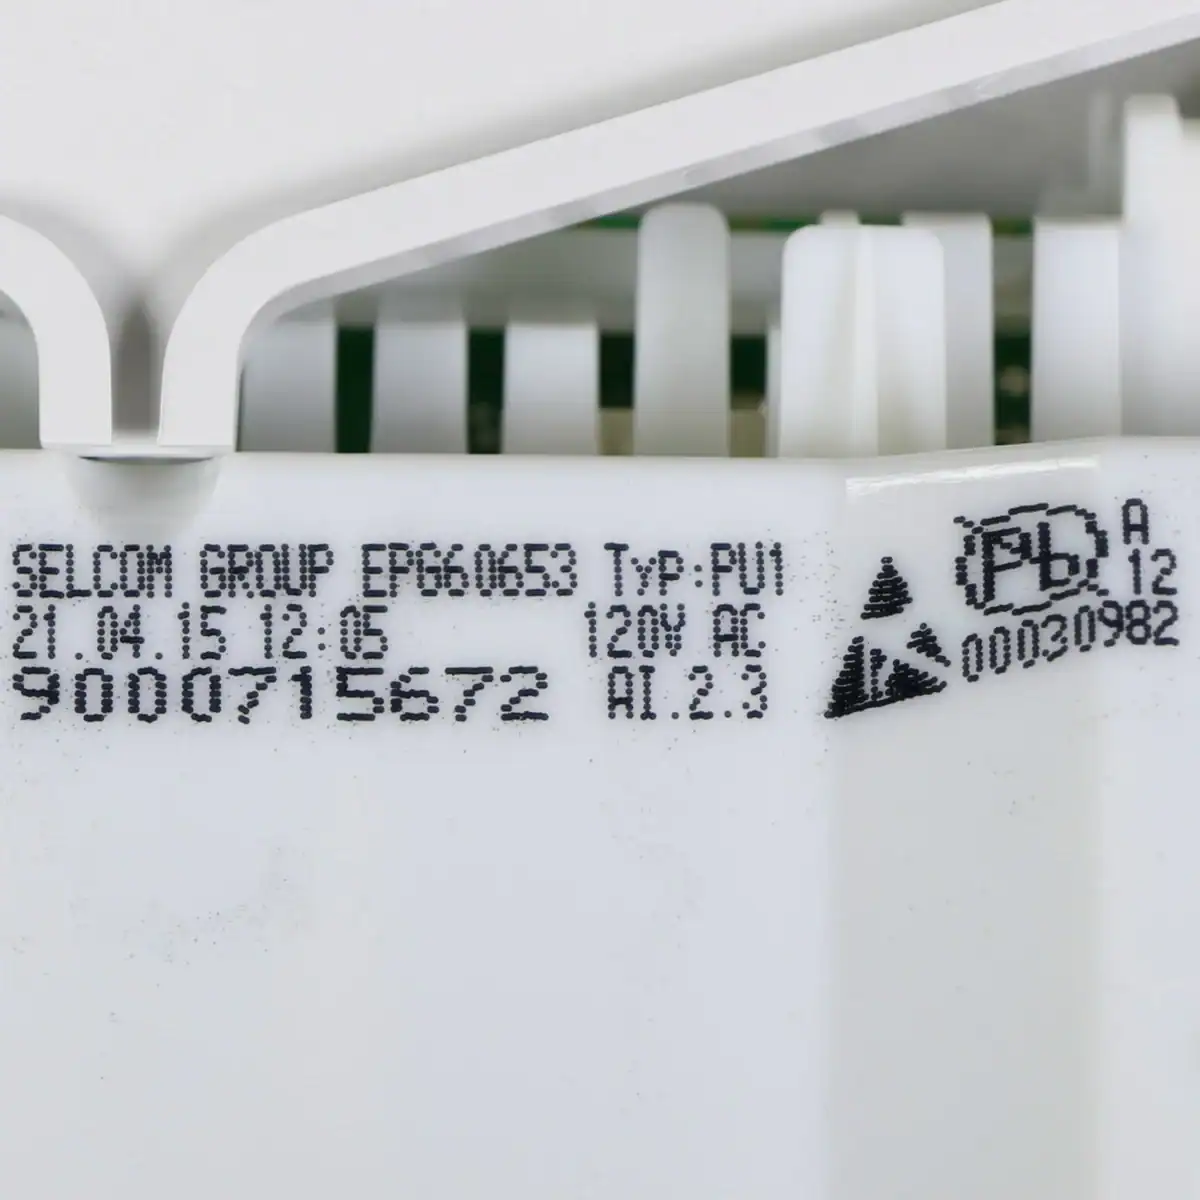 SELCOM GROUP EPG60653 Typ:PU1
21.04.15 12:05 120V AC
9000715672 AI.2.3
Pb A
12
00030982